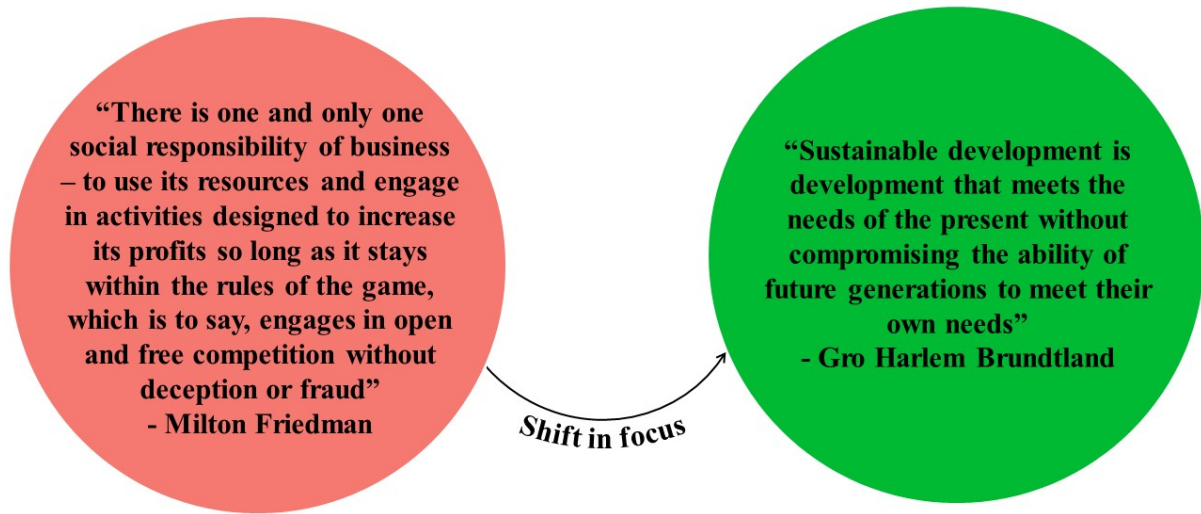 “There is one and only one
social responsibility of business
– to use its resources and engage
in activities designed to increase
its profits so long as it stays
within the rules of the game,
which is to say, engages in open
and free competition without
deception or fraud”
- Milton Friedman
Shift in focus
“Sustainable development is
development that meets the
needs of the present without
compromising the ability of
future generations to meet their
own needs”
- Gro Harlem Brundtland